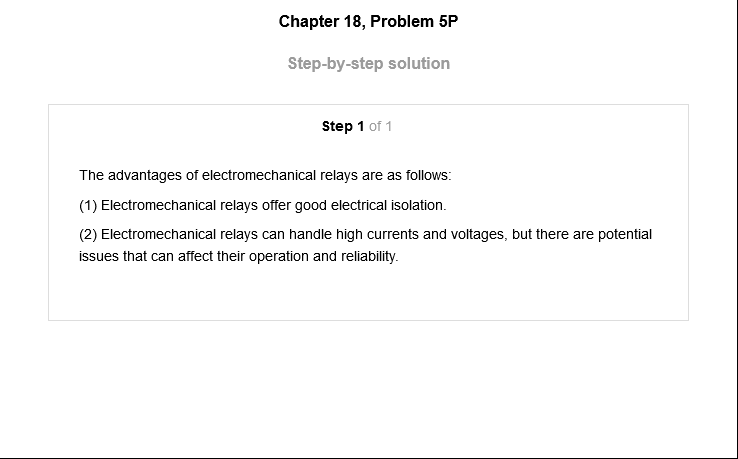 Chapter 18, Problem 5P
Step-by-step solution
Step 1 of 1
The advantages of electromechanical relays are as follows:
(1) Electromechanical relays offer good electrical isolation.
(2) Electromechanical relays can handle high currents and voltages, but there are potential
issues that can affect their operation and reliability.